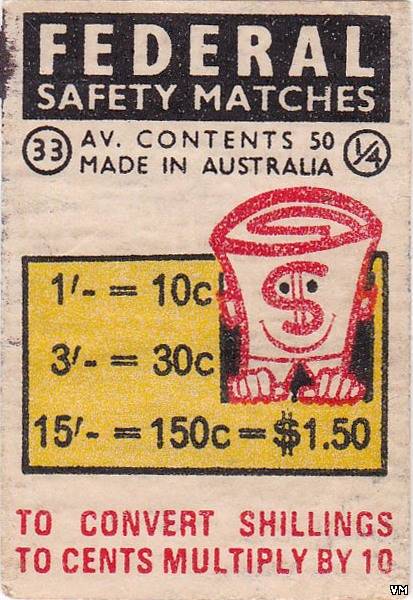 FEDERAL
SAFETY MATCHES
33 AV. CONTENTS 50 1/4
MADE IN AUSTRALIA
$
1/- = 10c
3/- = 30c
15/- = 150c = $1.50
TO CONVERT SHILLINGS
TO CENTS MULTIPLY BY 10
VM